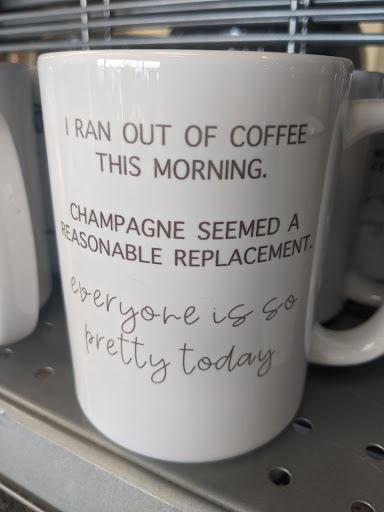 I RAN OUT OF COFFEE
THIS MORNING.
CHAMPAGNE SEEMED A
REASONABLE REPLACEMENT.
everyone is so
pretty today